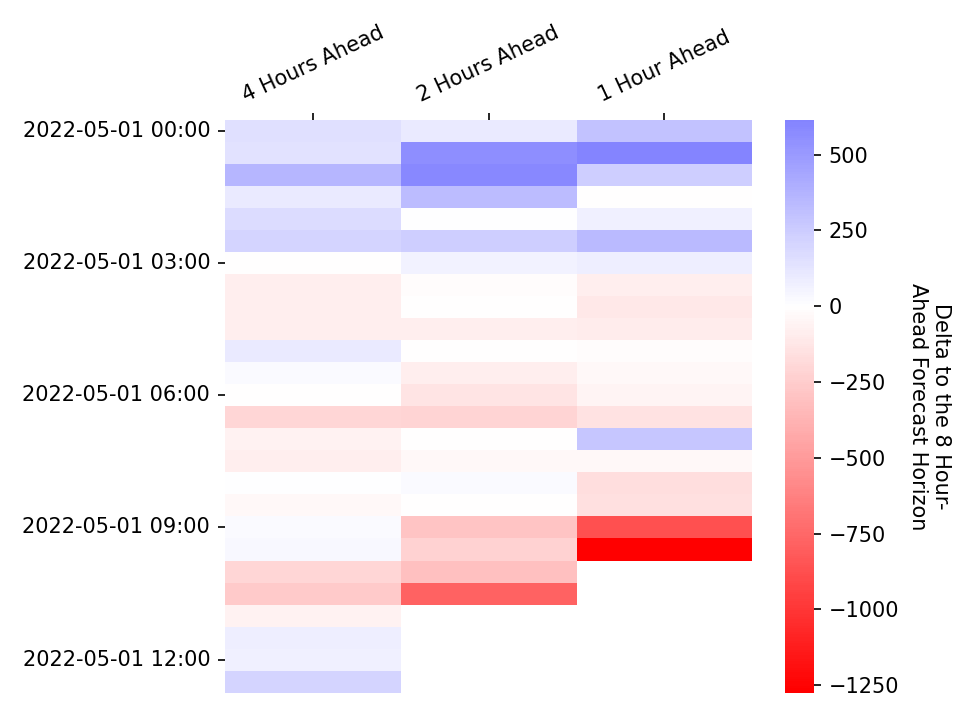 4 Hours Ahead
2 Hours Ahead
1 Hour Ahead
2022-05-01 00:00
2022-05-01 03:00
2022-05-01 06:00
2022-05-01 09:00
2022-05-01 12:00
500
250
0
−250
−500
−750
−1000
−1250
Delta to the 8 Hour-
Ahead Forecast Horizon